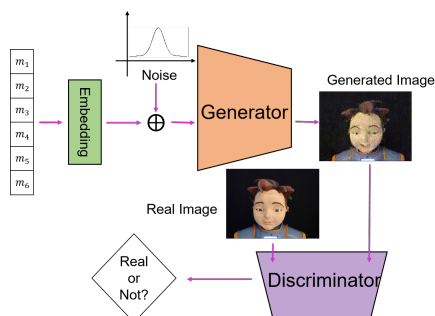 m₁
m₂
m₃
m₄
m₅
m₆
Embedding
Noise
Generator
Generated Image
Real Image
Real
or
Not?
Discriminator